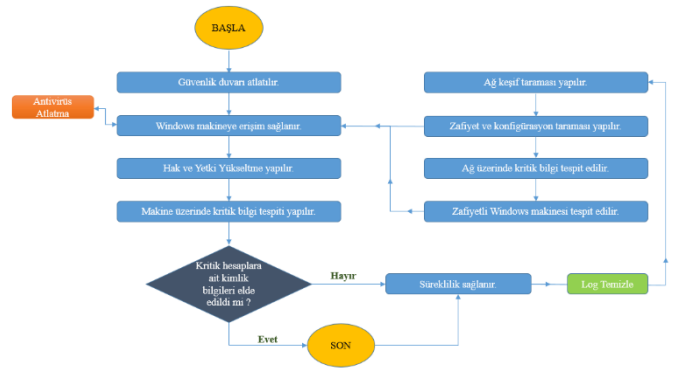 BAŞLA
Güvenlik duvarı atlatılır.
Antivirüs
Atlatma
Windows makineye erişim sağlanır.
Hak ve Yetki Yükseltme yapılır.
Makine üzerinde kritik bilgi tespiti yapılır.
Kritik hesaplara
ait kimlik
bilgileri elde
edildi mi ?
Hayır
Evet
SON
Süreklilik sağlanır.
Log Temizle
Ağ keşif taraması yapılır.
Zafiyet ve konfigürasyon taraması yapılır.
Ağ üzerinde kritik bilgi tespit edilir.
Zafiyetli Windows makinesi tespit edilir.